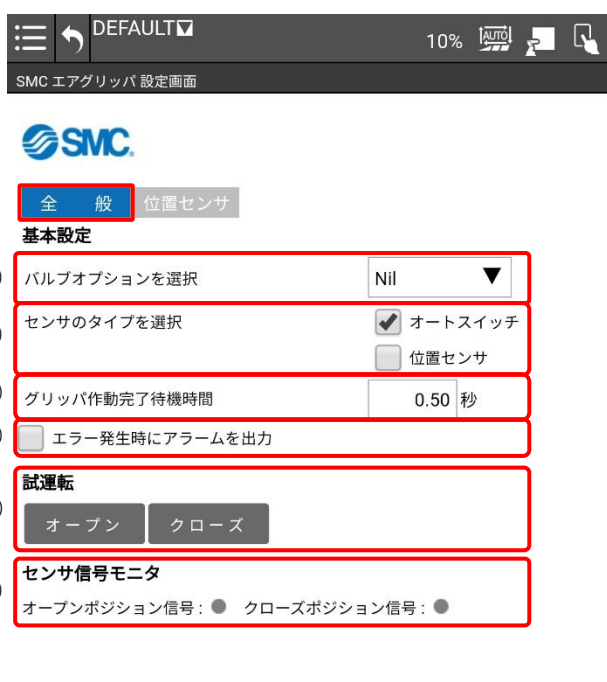 DEFAULT
10% AUTO
SMC エアグリッパ 設定画面
SMC.
全 般 位置センサ
基本設定
バルブオプションを選択 Nil ▼
センサのタイプを選択 オートスイッチ
位置センサ
グリッパ作動完了待機時間 0.50 秒
エラー発生時にアラームを出力
試運転
オープン クローズ
センサ信号モニタ
オープンポジション信号 : クローズポジション信号 :